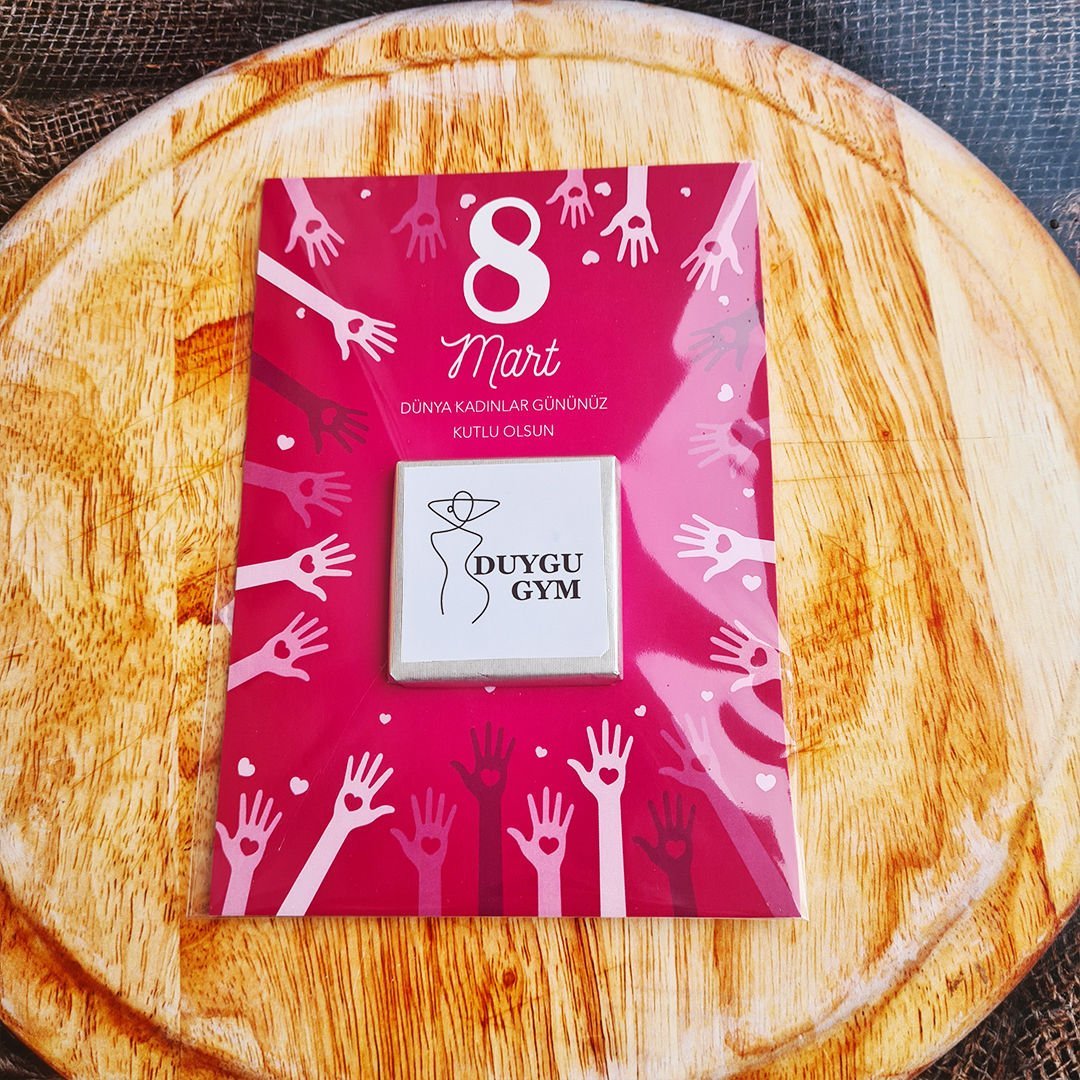 8
Mart
DÜNYA KADINLAR GÜNÜNÜZ
KUTLU OLSUN
DUYGU
GYM